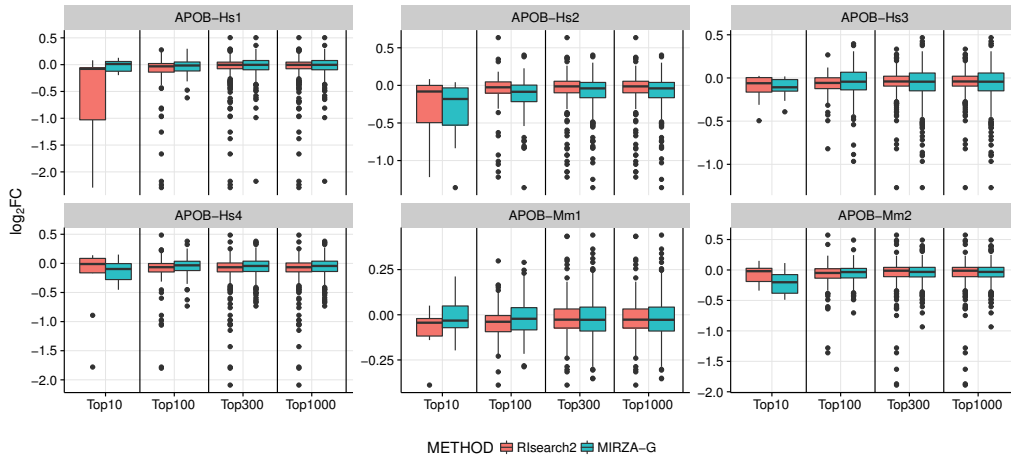 APOB−Hs1
APOB−Hs2
APOB−Hs3
0.5
0.0
−0.5
−1.0
−1.5
−2.0
0.5
0.0
−0.5
−1.0
0.5
0.0
−0.5
−1.0
log₂FC
APOB−Hs4
APOB−Mm1
APOB−Mm2
0.5
0.0
−0.5
−1.0
−1.5
−2.0
0.25
0.00
−0.25
0.5
0.0
−0.5
−1.0
−1.5
−2.0
Top10 Top100 Top300 Top1000
Top10 Top100 Top300 Top1000
Top10 Top100 Top300 Top1000
METHOD RIsearch2 MIRZA−G